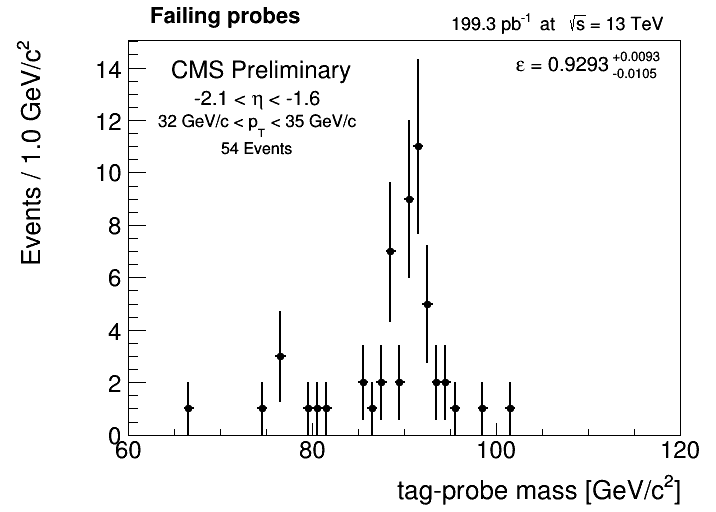 Failing probes
199.3 pb⁻¹ at √s = 13 TeV
CMS Preliminary
-2.1 < η < -1.6
32 GeV/c < p_T < 35 GeV/c
54 Events
ε = 0.9293 +0.0093 -0.0105
Events / 1.0 GeV/c²
14
12
10
8
6
4
2
0
60 80 100 120
tag-probe mass [GeV/c²]